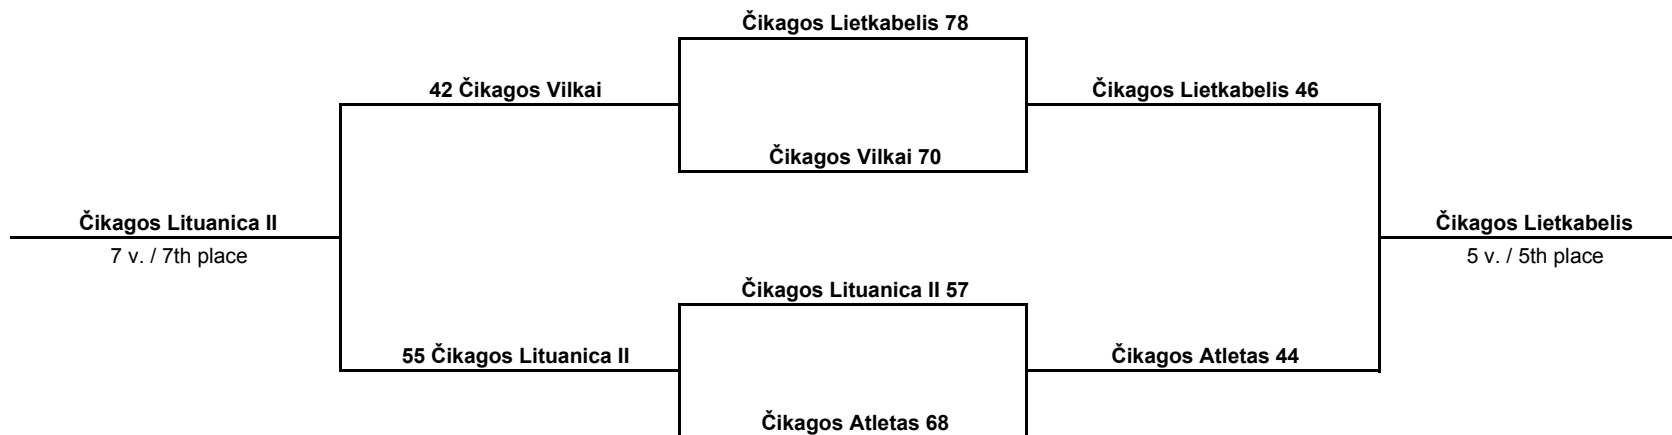 Čikagos Lietkabelis 78
42 Čikagos Vilkai
Čikagos Lietkabelis 46
Čikagos Vilkai 70
Čikagos Lituanica II
7 v. / 7th place
Čikagos Lietkabelis
5 v. / 5th place
Čikagos Lituanica II 57
55 Čikagos Lituanica II
Čikagos Atletas 44
Čikagos Atletas 68